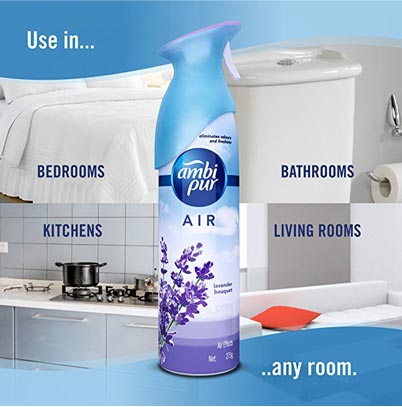 Use in...
eliminates odours
and freshens
BEDROOMS
BATHROOMS
ambi
pur
AIR
KITCHENS
LIVING ROOMS
lavender
bouquet
Air Effects
Net 275g
..any room.